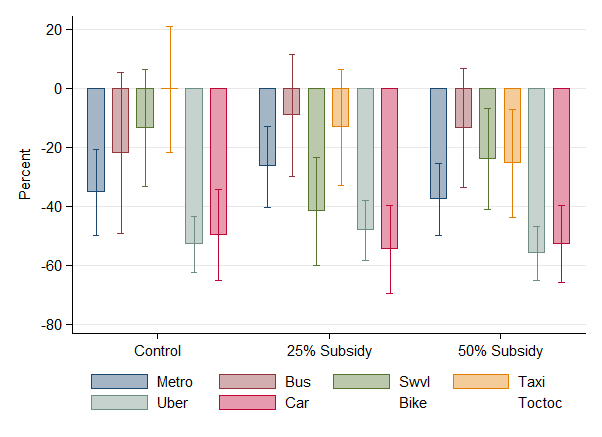 20
0
-20
-40
-60
-80
Percent
Control 25% Subsidy 50% Subsidy
Metro Bus Swvl Taxi
Uber Car Bike Toctoc